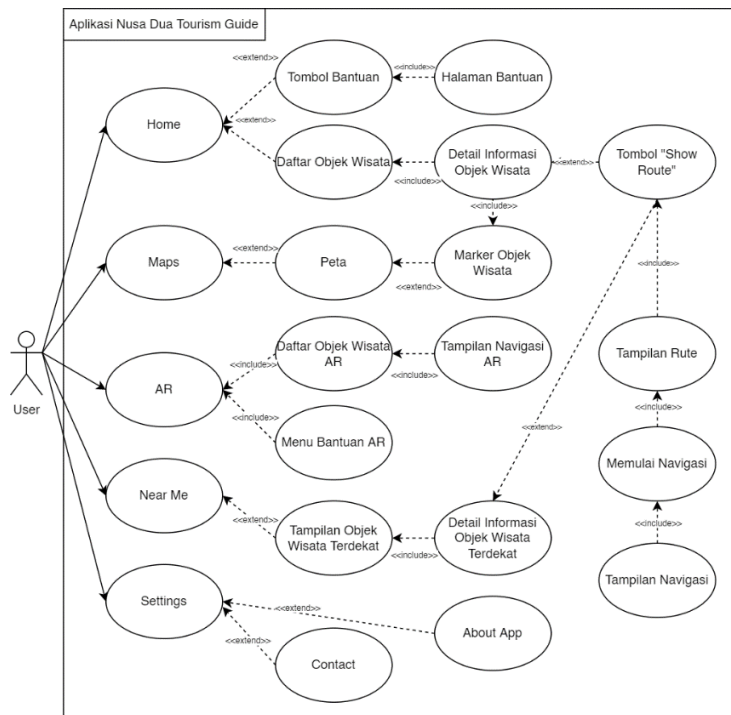 Aplikasi Nusa Dua Tourism Guide
<<extend>>
Tombol Bantuan
<<include>>
Halaman Bantuan
Home
<<extend>>
Daftar Objek Wisata
<<include>>
Detail Informasi
Objek Wisata
<<extend>>
Tombol "Show
Route"
<<include>>
Maps
<<extend>>
Peta
<<extend>>
Marker Objek
Wisata
<<include>>
User
AR
<<include>>
Daftar Objek Wisata
AR
<<include>>
Tampilan Navigasi
AR
Tampilan Rute
<<include>>
Menu Bantuan AR
<<extend>>
<<include>>
Memulai Navigasi
Near Me
<<extend>>
Tampilan Objek
Wisata Terdekat
<<include>>
Detail Informasi
Objek Wisata
Terdekat
<<include>>
Tampilan Navigasi
Settings
<<extend>>
About App
<<extend>>
Contact